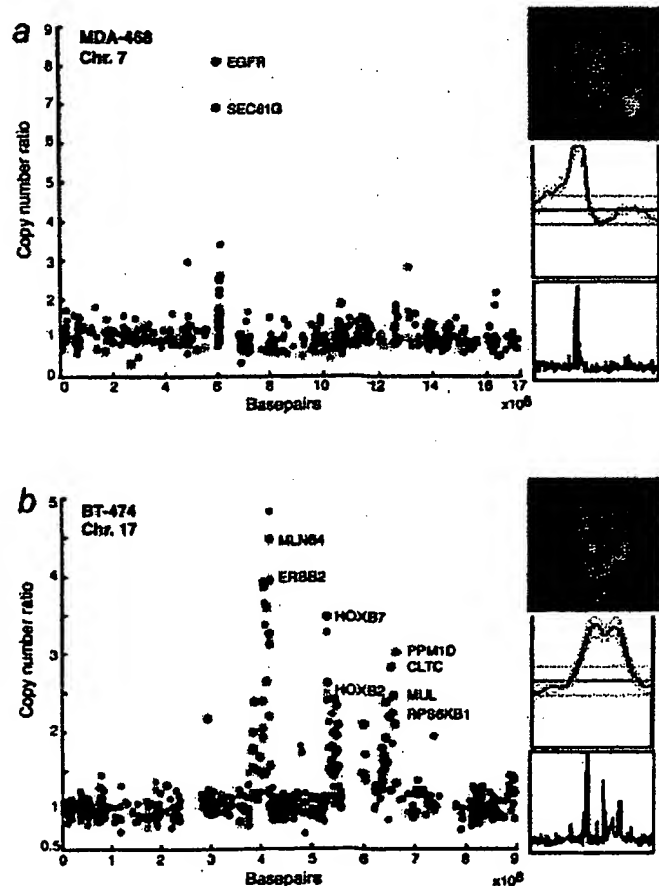 a
MDA-468
Chr. 7
9
8
7
6
5
4
3
2
1
0
Copy number ratio
EGFR
SEC61G
0 2 4 6 8 10 12 14 16 17
Basepairs x10⁶
b
BT-474
Chr. 17
5
4
3
2
1
0.5
Copy number ratio
MLN64
ERBB2
HOXB7
PPM1D
CLTC
HOXB2
MUL
RPS6KB1
0 1 2 3 4 5 6 7 8 9
Basepairs x10⁶